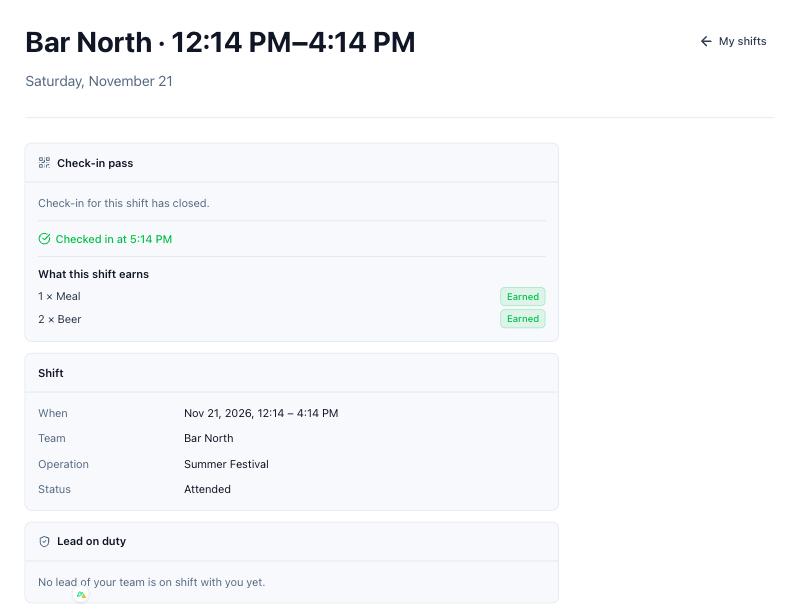 Bar North · 12:14 PM–4:14 PM
My shifts
Saturday, November 21
Check-in pass
Check-in for this shift has closed.
Checked in at 5:14 PM
What this shift earns
1 × Meal Earned
2 × Beer Earned
Shift
When Nov 21, 2026, 12:14 – 4:14 PM
Team Bar North
Operation Summer Festival
Status Attended
Lead on duty
No lead of your team is on shift with you yet.